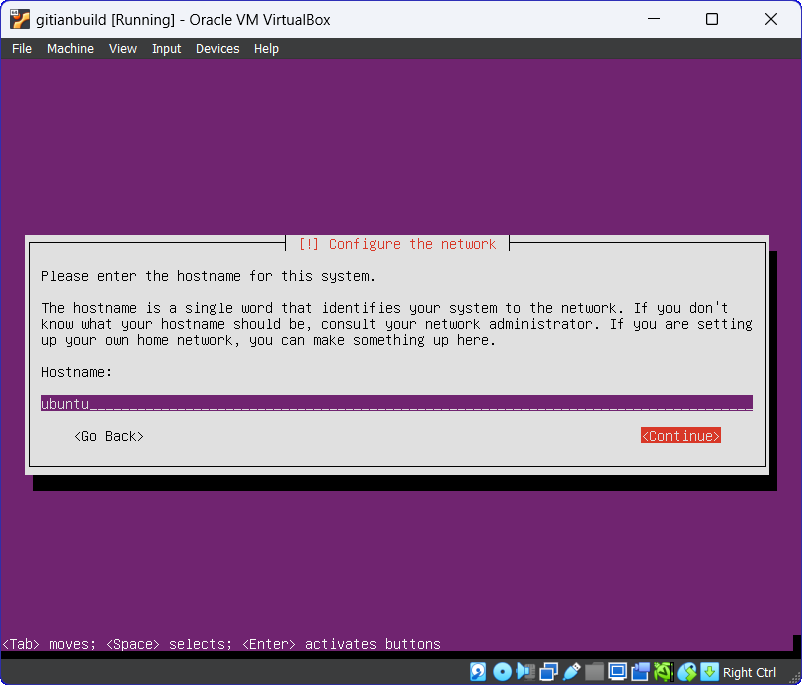 gitianbuild [Running] - Oracle VM VirtualBox
File Machine View Input Devices Help
[!] Configure the network
Please enter the hostname for this system.
The hostname is a single word that identifies your system to the network. If you don't
know what your hostname should be, consult your network administrator. If you are setting
up your own home network, you can make something up here.
Hostname:
ubuntu
<Go Back> <Continue>
<Tab> moves; <Space> selects; <Enter> activates buttons
Right Ctrl